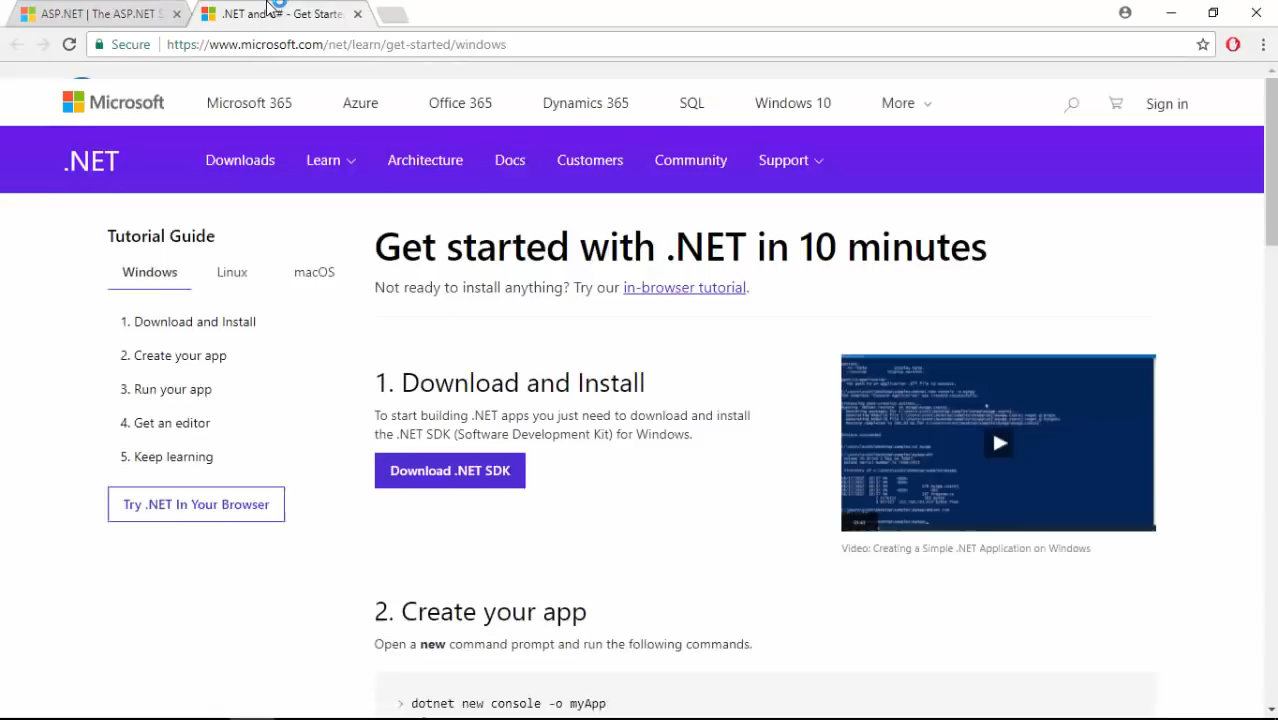 ASP.NET | The ASP.NET S
.NET and
- Get Starte
Secure
https://www.microsoft.com/net/learn/get-started/windows
Microsoft
Microsoft 365
Azure
Office 365
Dynamics 365
SQL
Windows 10
More
Sign in
.NET
Downloads
Learn
Architecture
Docs
Customers
Community
Support
Tutorial Guide
Windows
Linux
macOS
1. Download and Install
2. Create your app
3. Run your app
4. Get an editor
5. Keep learning
Try .NET in Your Browser
Get started with .NET in 10 minutes
Not ready to install anything? Try our in-browser tutorial.
1. Download and Install
To start building .NET apps you just need to download and install
the .NET SDK (Software Development Kit) for Windows.
Download .NET SDK
Video: Creating a Simple .NET Application on Windows
2. Create your app
Open a new command prompt and run the following commands.
> dotnet new console -o myApp